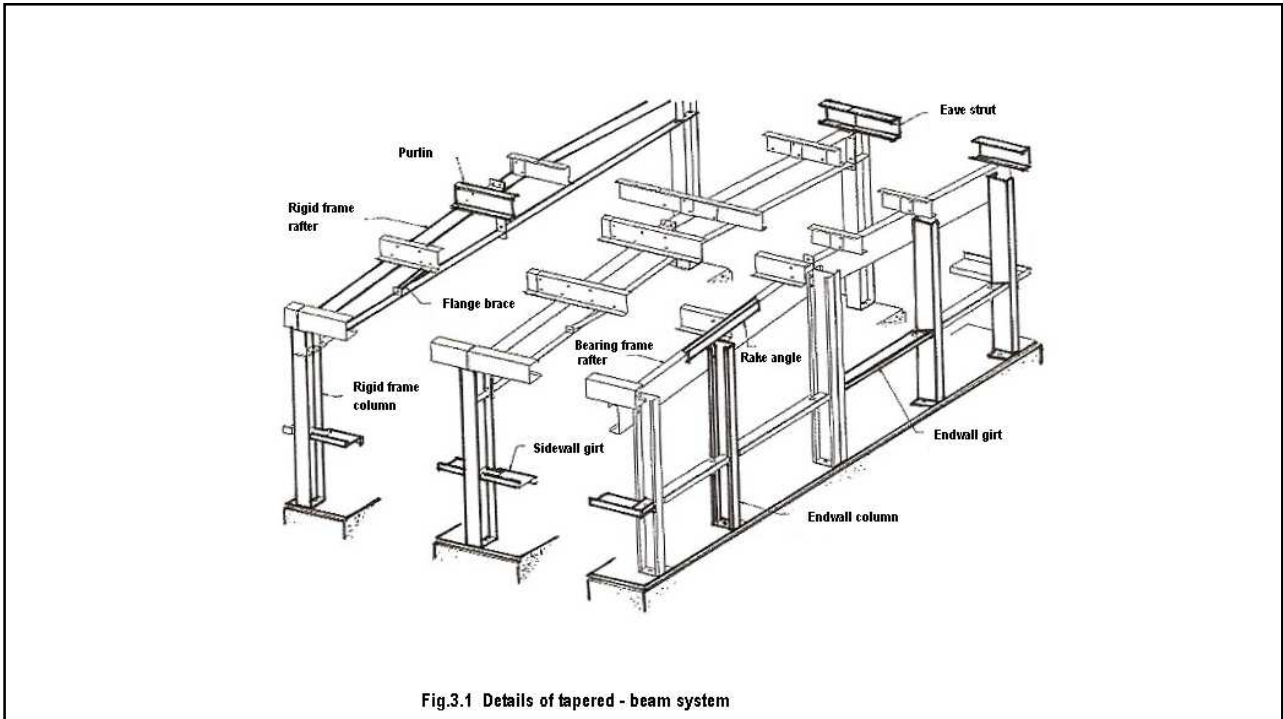 Eave strut
Purlin
Rigid frame
rafter
Flange brace
Bearing frame
rafter
Rake angle
Rigid frame
column
Endwall girt
Sidewall girt
Endwall column
Fig.3.1 Details of tapered - beam system